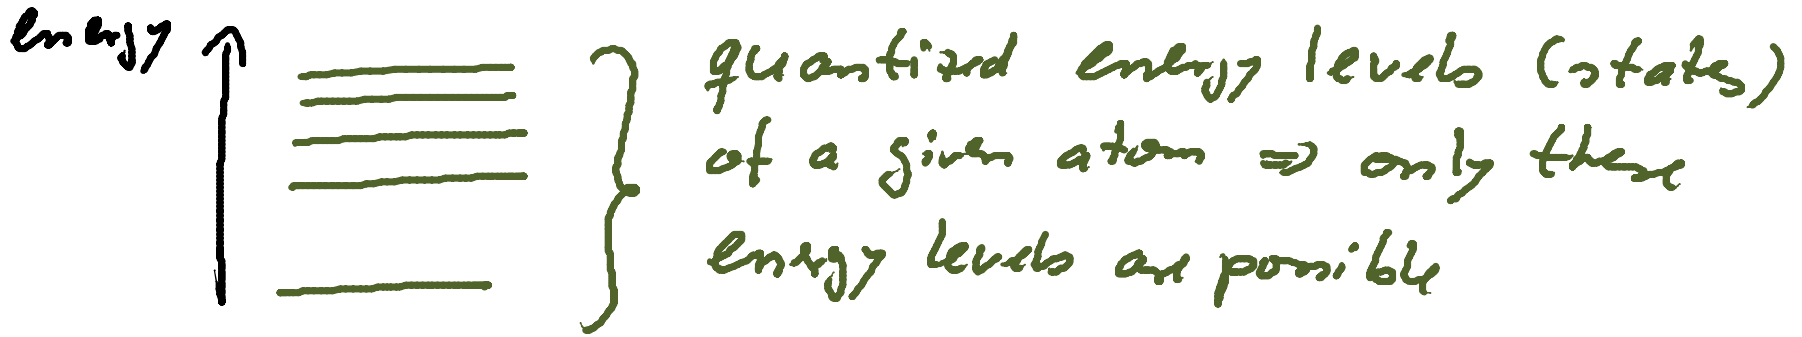 energy
quantized energy levels (states)
of a given atom => only these
energy levels are possible